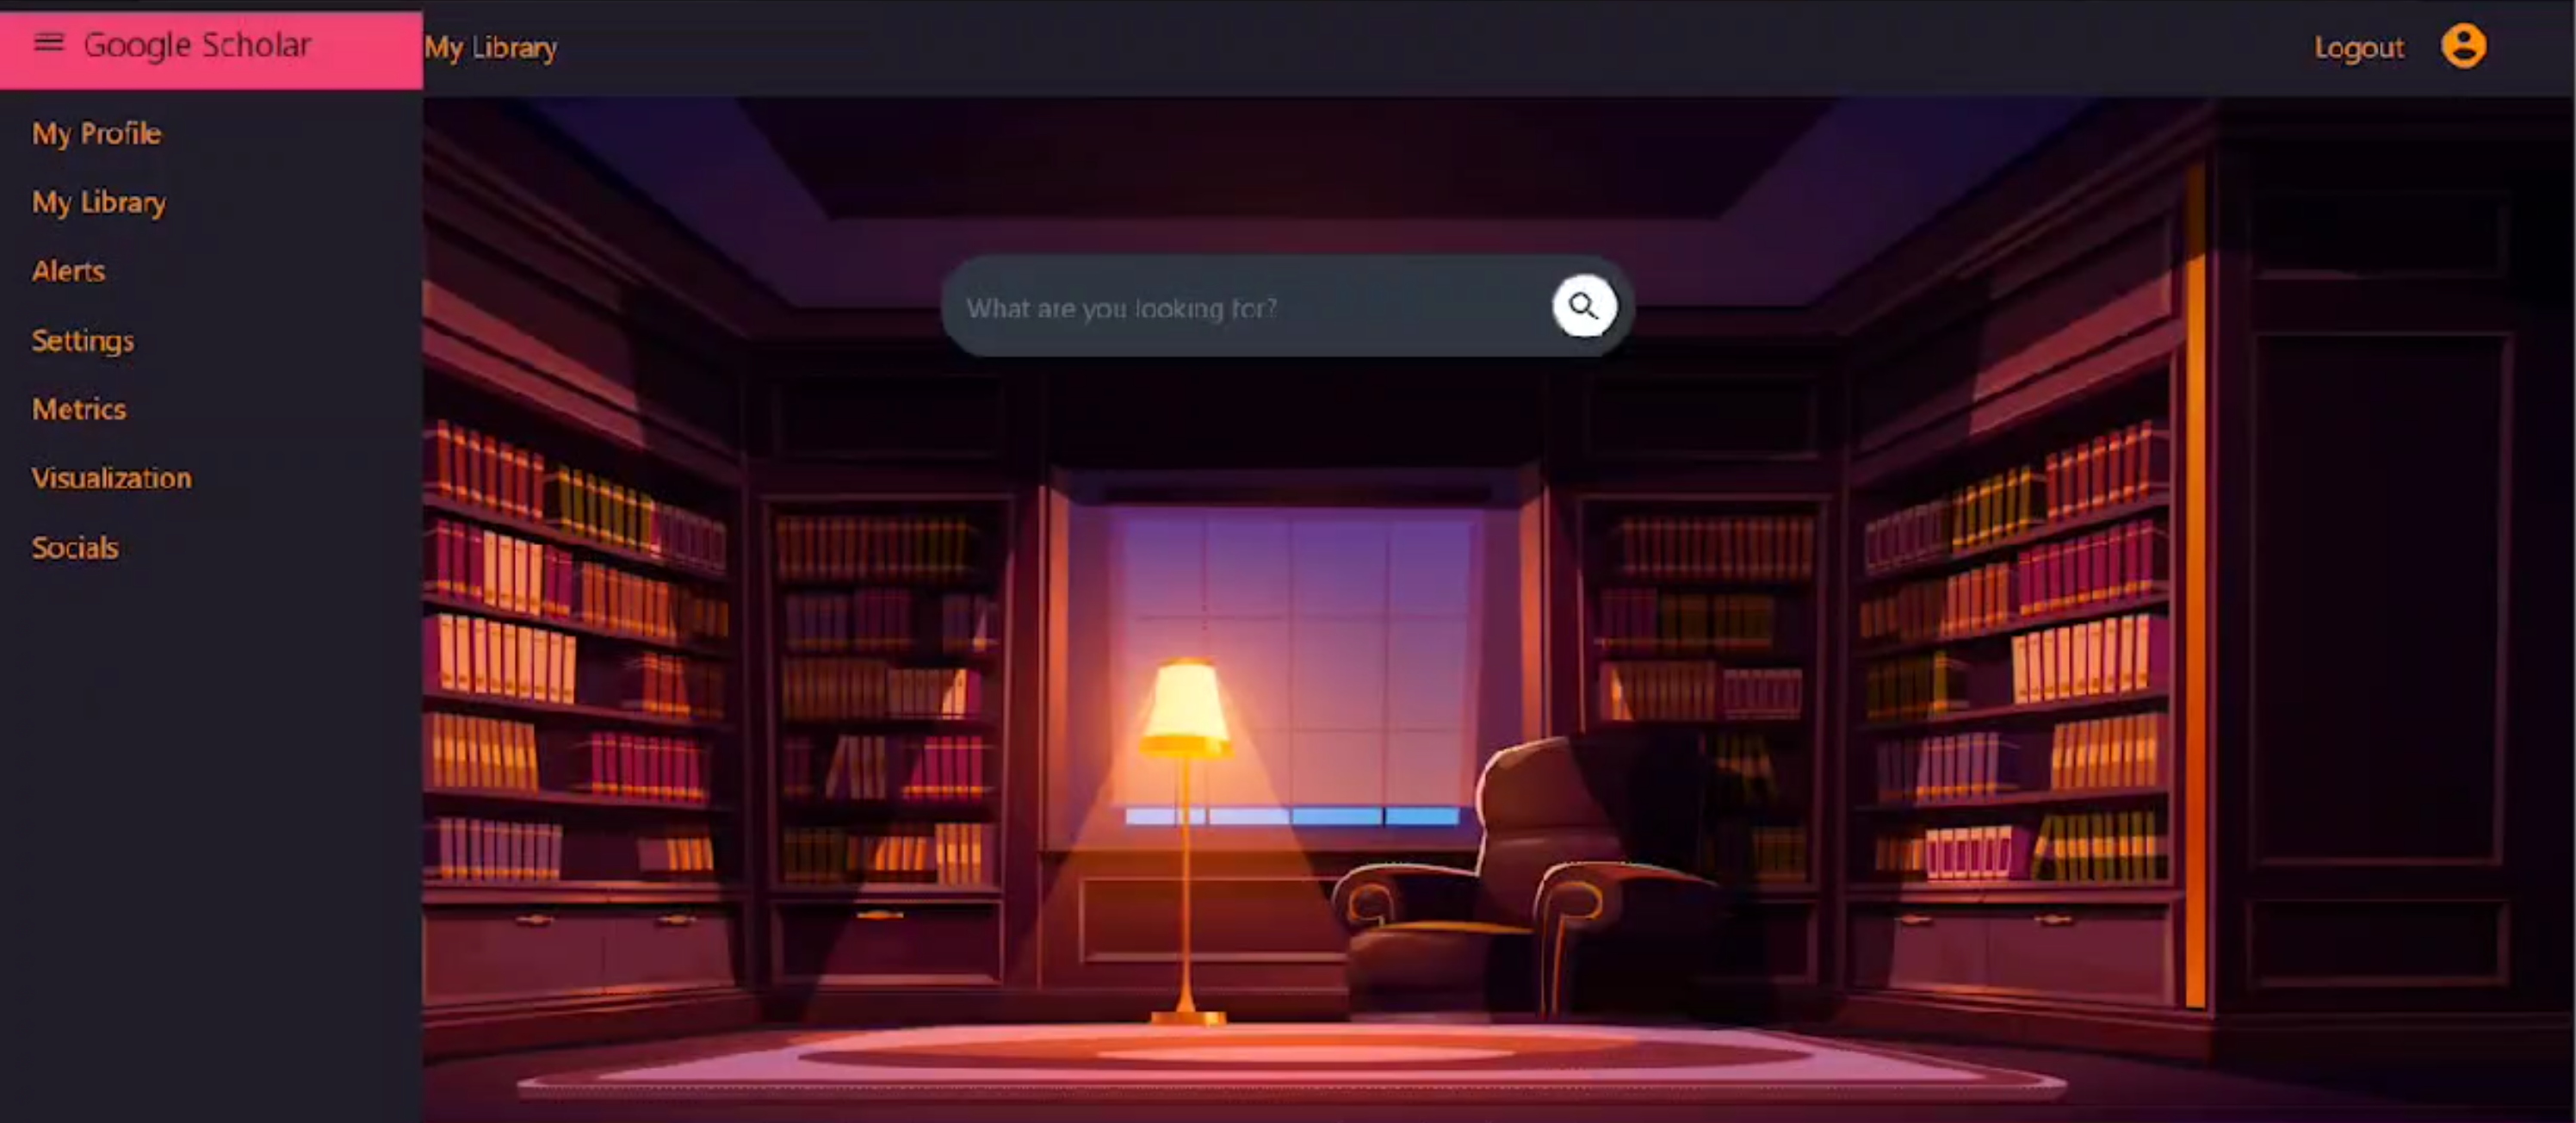 Google Scholar
My Library
Logout
My Profile
My Library
Alerts
Settings
Metrics
Visualization
Socials
What are you looking for?